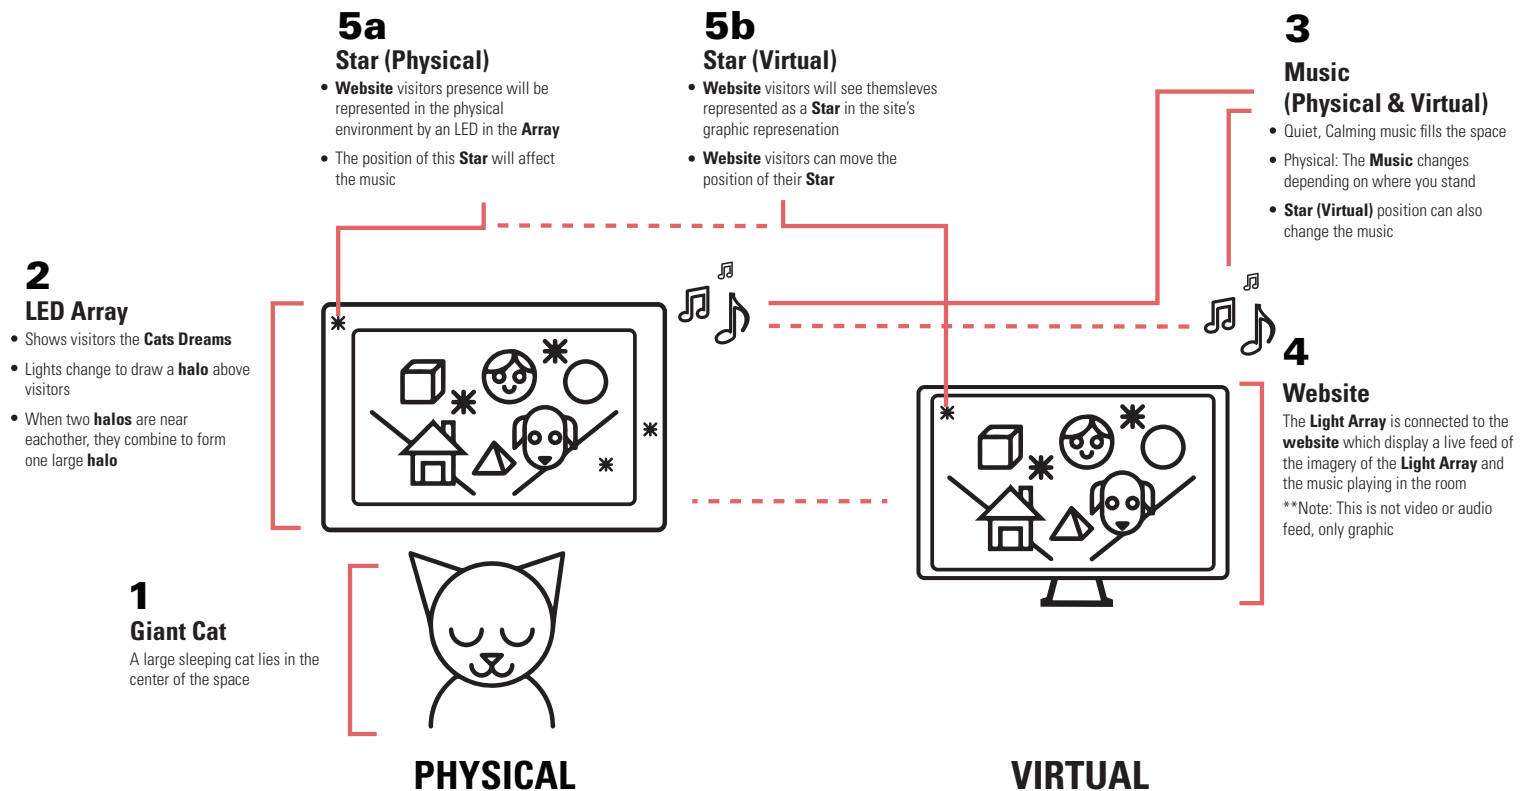 5a
Star (Physical)
• Website visitors presence will be
represented in the physical
environment by an LED in the Array
• The position of this Star will affect
the music
5b
Star (Virtual)
• Website visitors will see themsleves
represented as a Star in the site's
graphic represenation
• Website visitors can move the
position of their Star
3
Music
(Physical & Virtual)
• Quiet, Calming music fills the space
• Physical: The Music changes
depending on where you stand
• Star (Virtual) position can also
change the music
2
LED Array
• Shows visitors the Cats Dreams
• Lights change to draw a halo above
visitors
• When two halos are near
eachother, they combine to form
one large halo
4
Website
The Light Array is connected to the
website which display a live feed of
the imagery of the Light Array and
the music playing in the room
**Note: This is not video or audio
feed, only graphic
1
Giant Cat
A large sleeping cat lies in the
center of the space
PHYSICAL
VIRTUAL